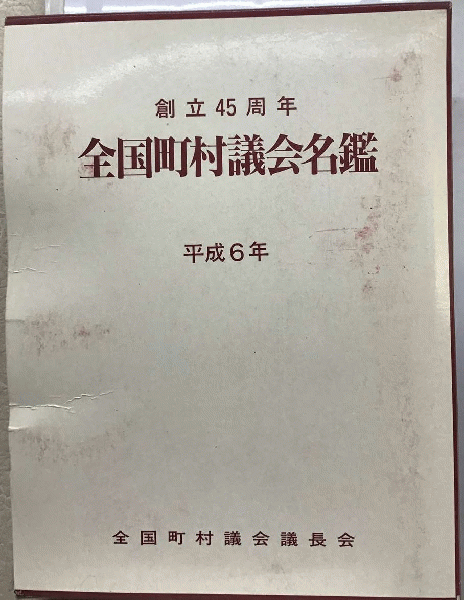 創立45周年
全国町村議会名鑑
平成6年
全国町村議会議長会